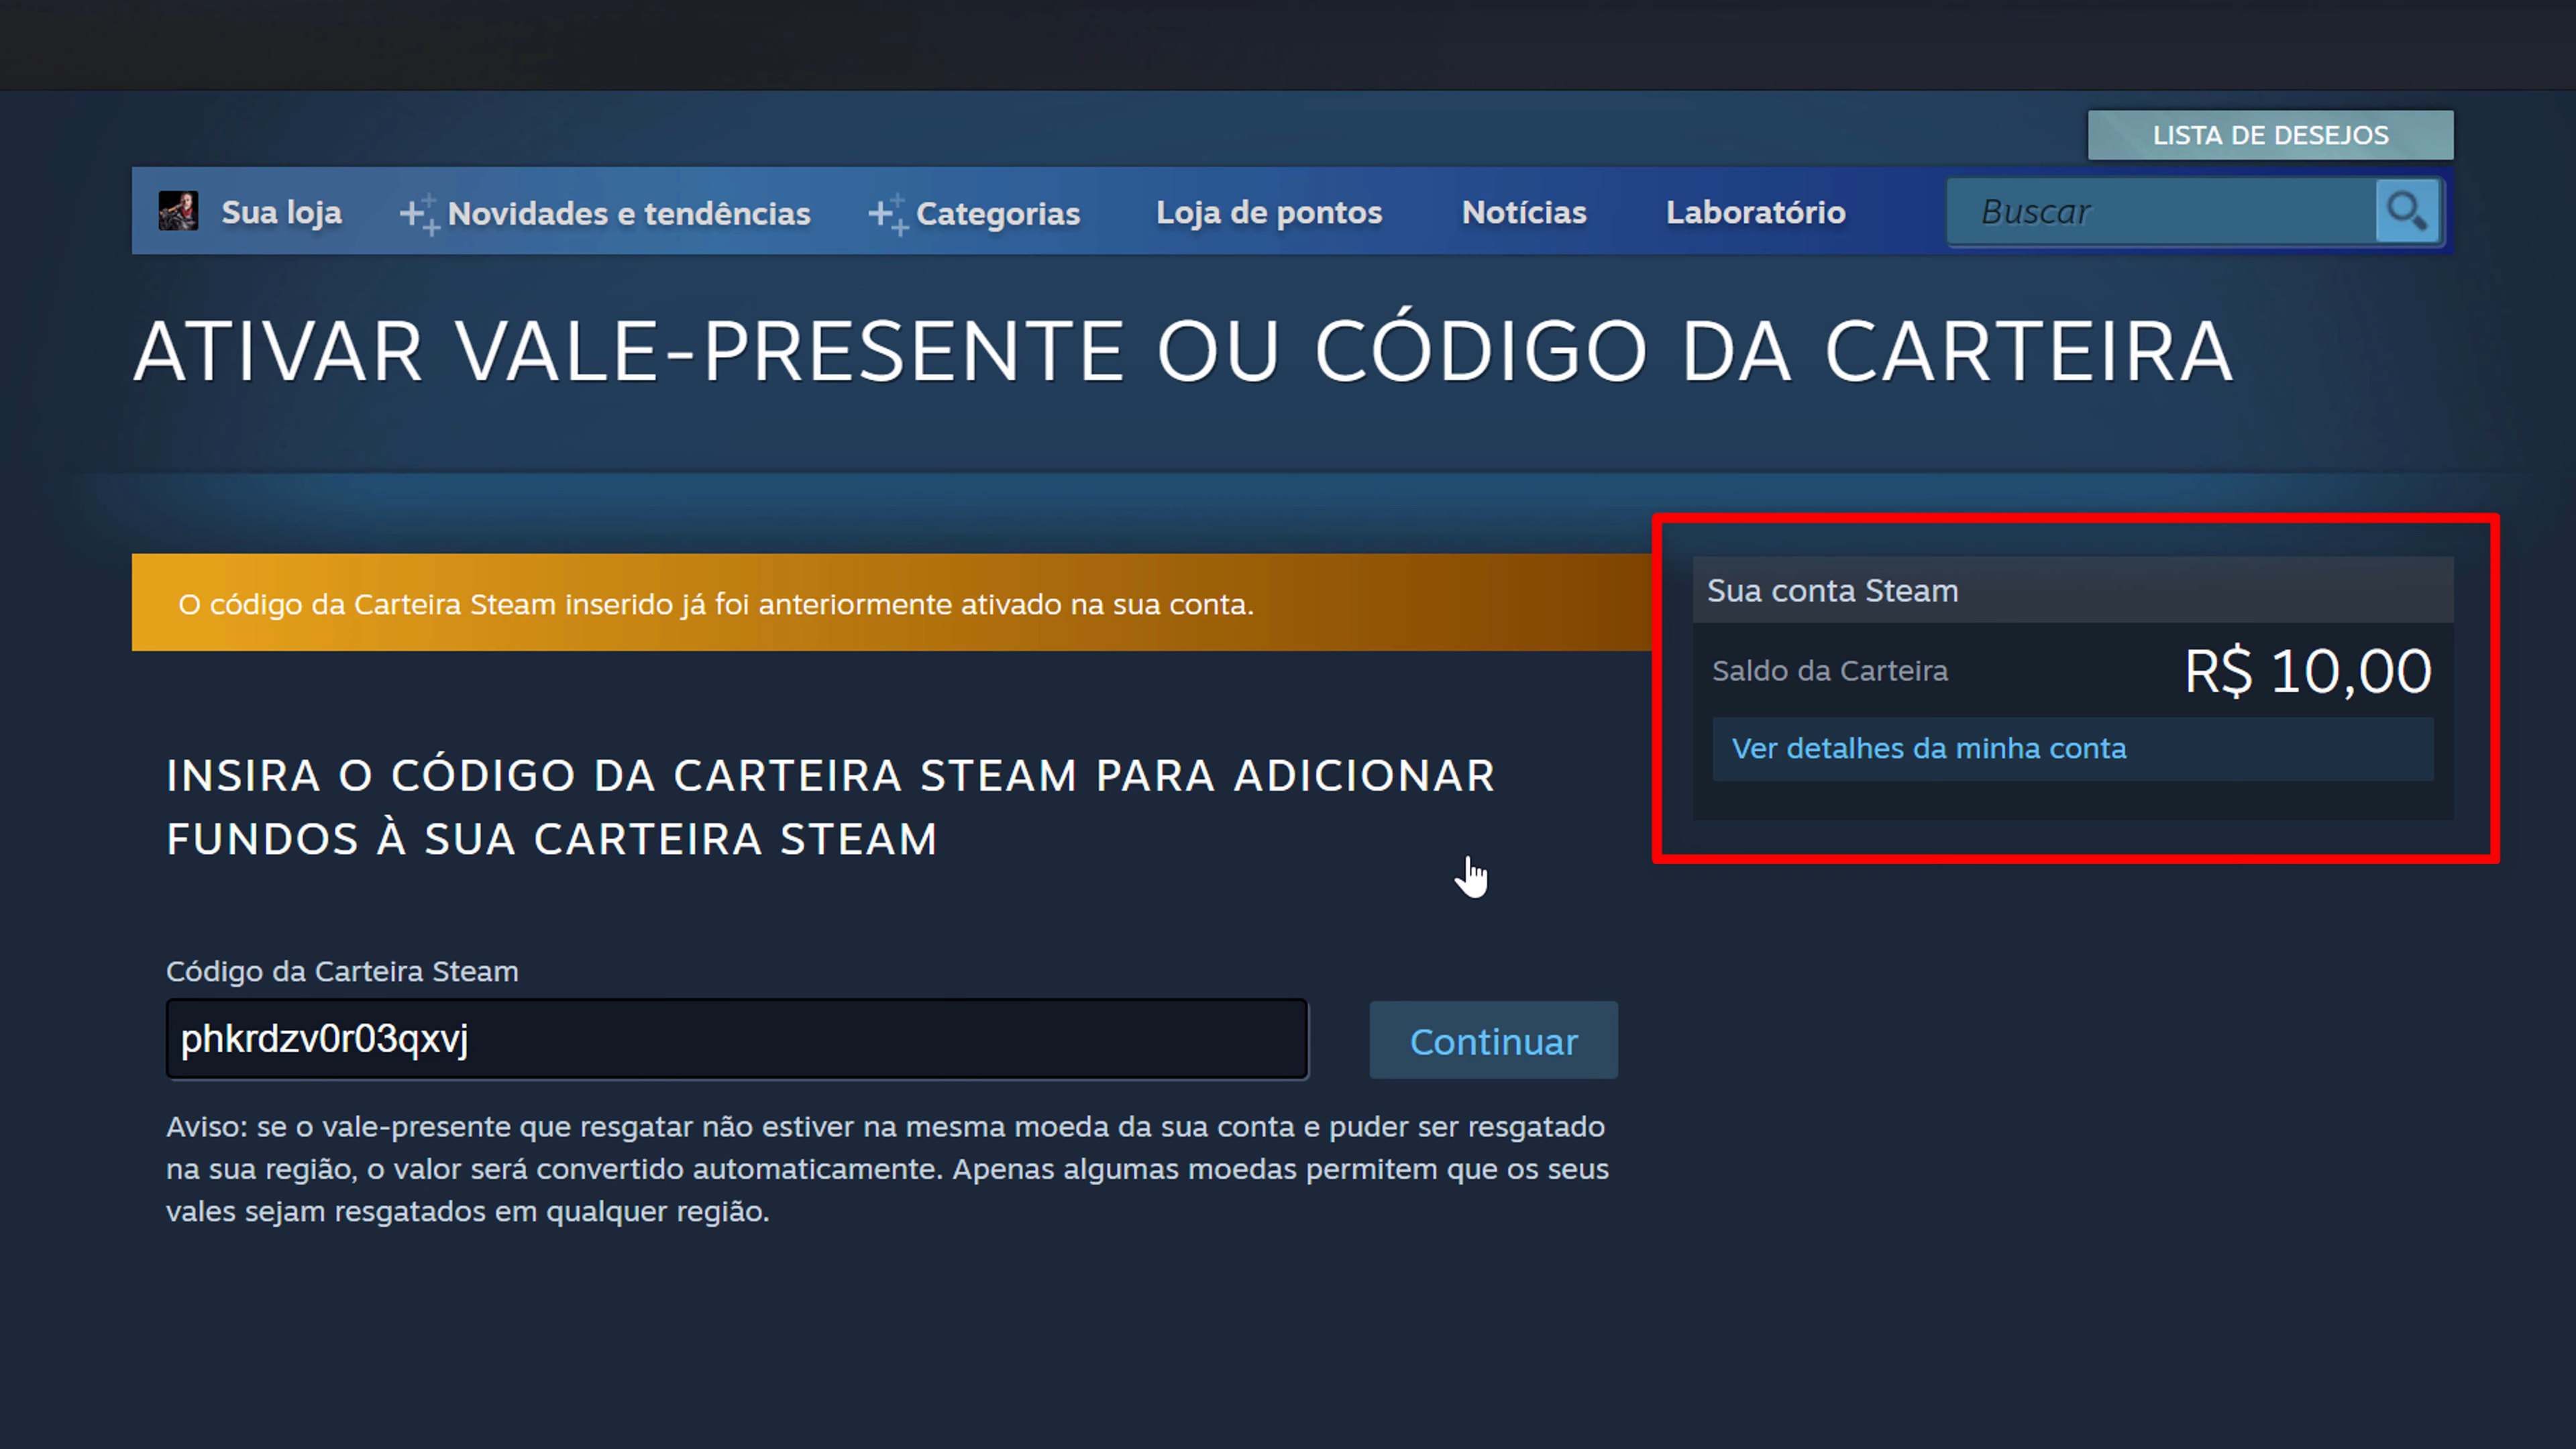 LISTA DE DESEJOS
Sua loja
Novidades e tendências
Categorias
Loja de pontos
Notícias
Laboratório
Buscar
ATIVAR VALE-PRESENTE OU CÓDIGO DA CARTEIRA
O código da Carteira Steam inserido já foi anteriormente ativado na sua conta.
Sua conta Steam
Saldo da Carteira R$ 10,00
Ver detalhes da minha conta
INSIRA O CÓDIGO DA CARTEIRA STEAM PARA ADICIONAR
FUNDOS À SUA CARTEIRA STEAM
Código da Carteira Steam
phkrdzv0r03qxvj
Continuar
Aviso: se o vale-presente que resgatar não estiver na mesma moeda da sua conta e puder ser resgatado
na sua região, o valor será convertido automaticamente. Apenas algumas moedas permitem que os seus
vales sejam resgatados em qualquer região.